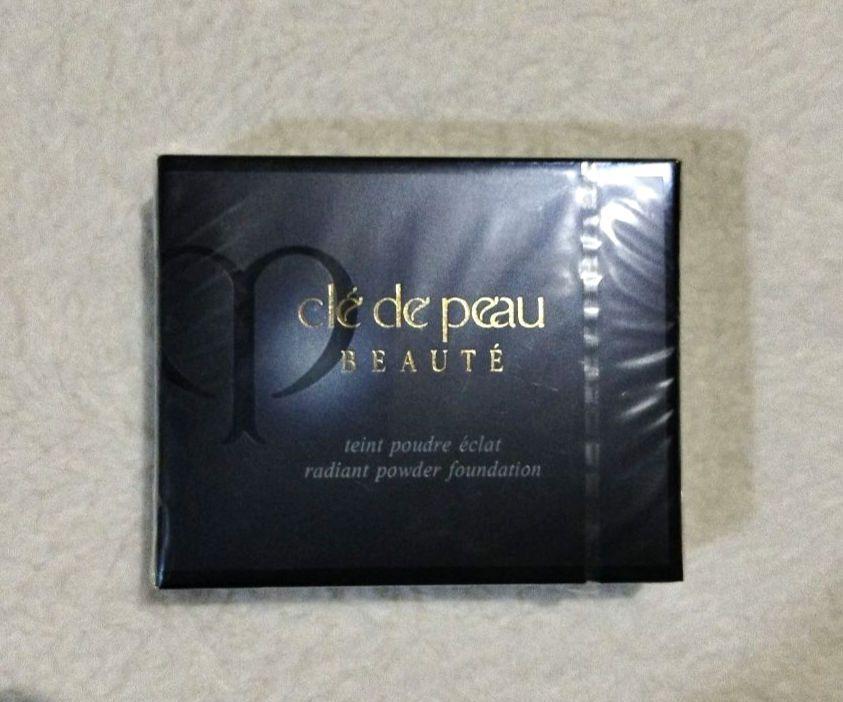 clé de peau
BEAUTÉ
teint poudre éclat
radiant powder foundation